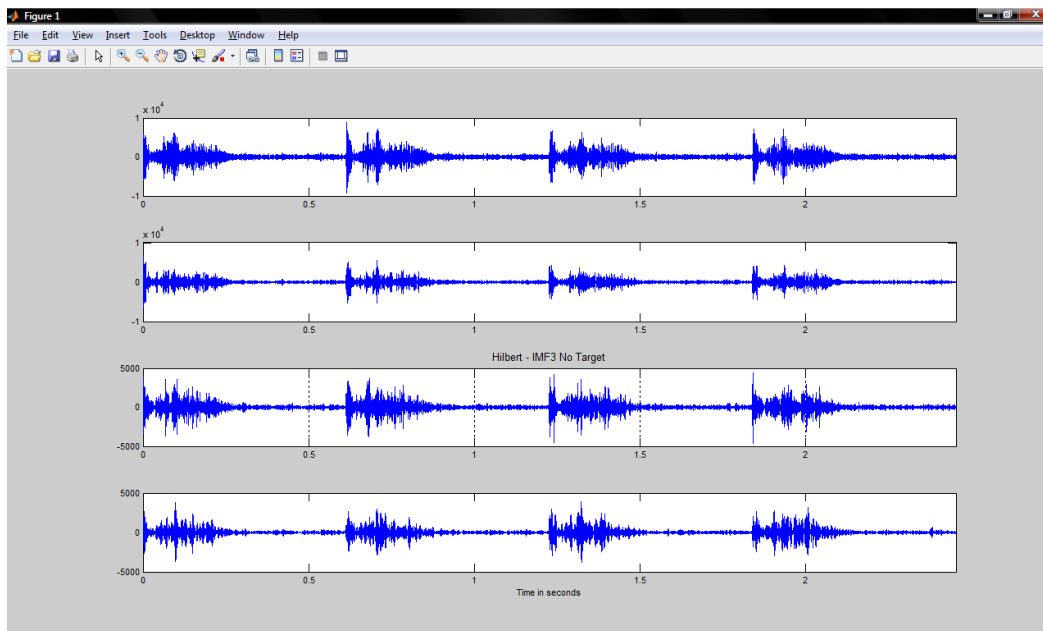 Figure 1
File Edit View Insert Tools Desktop Window Help
x 10^4
1
0
-1
0 0.5 1 1.5 2
x 10^4
1
0
-1
0 0.5 1 1.5 2
Hilbert - IMF3 No Target
5000
0
-5000
0 0.5 1 1.5 2
5000
0
-5000
0 0.5 1 1.5 2
Time in seconds